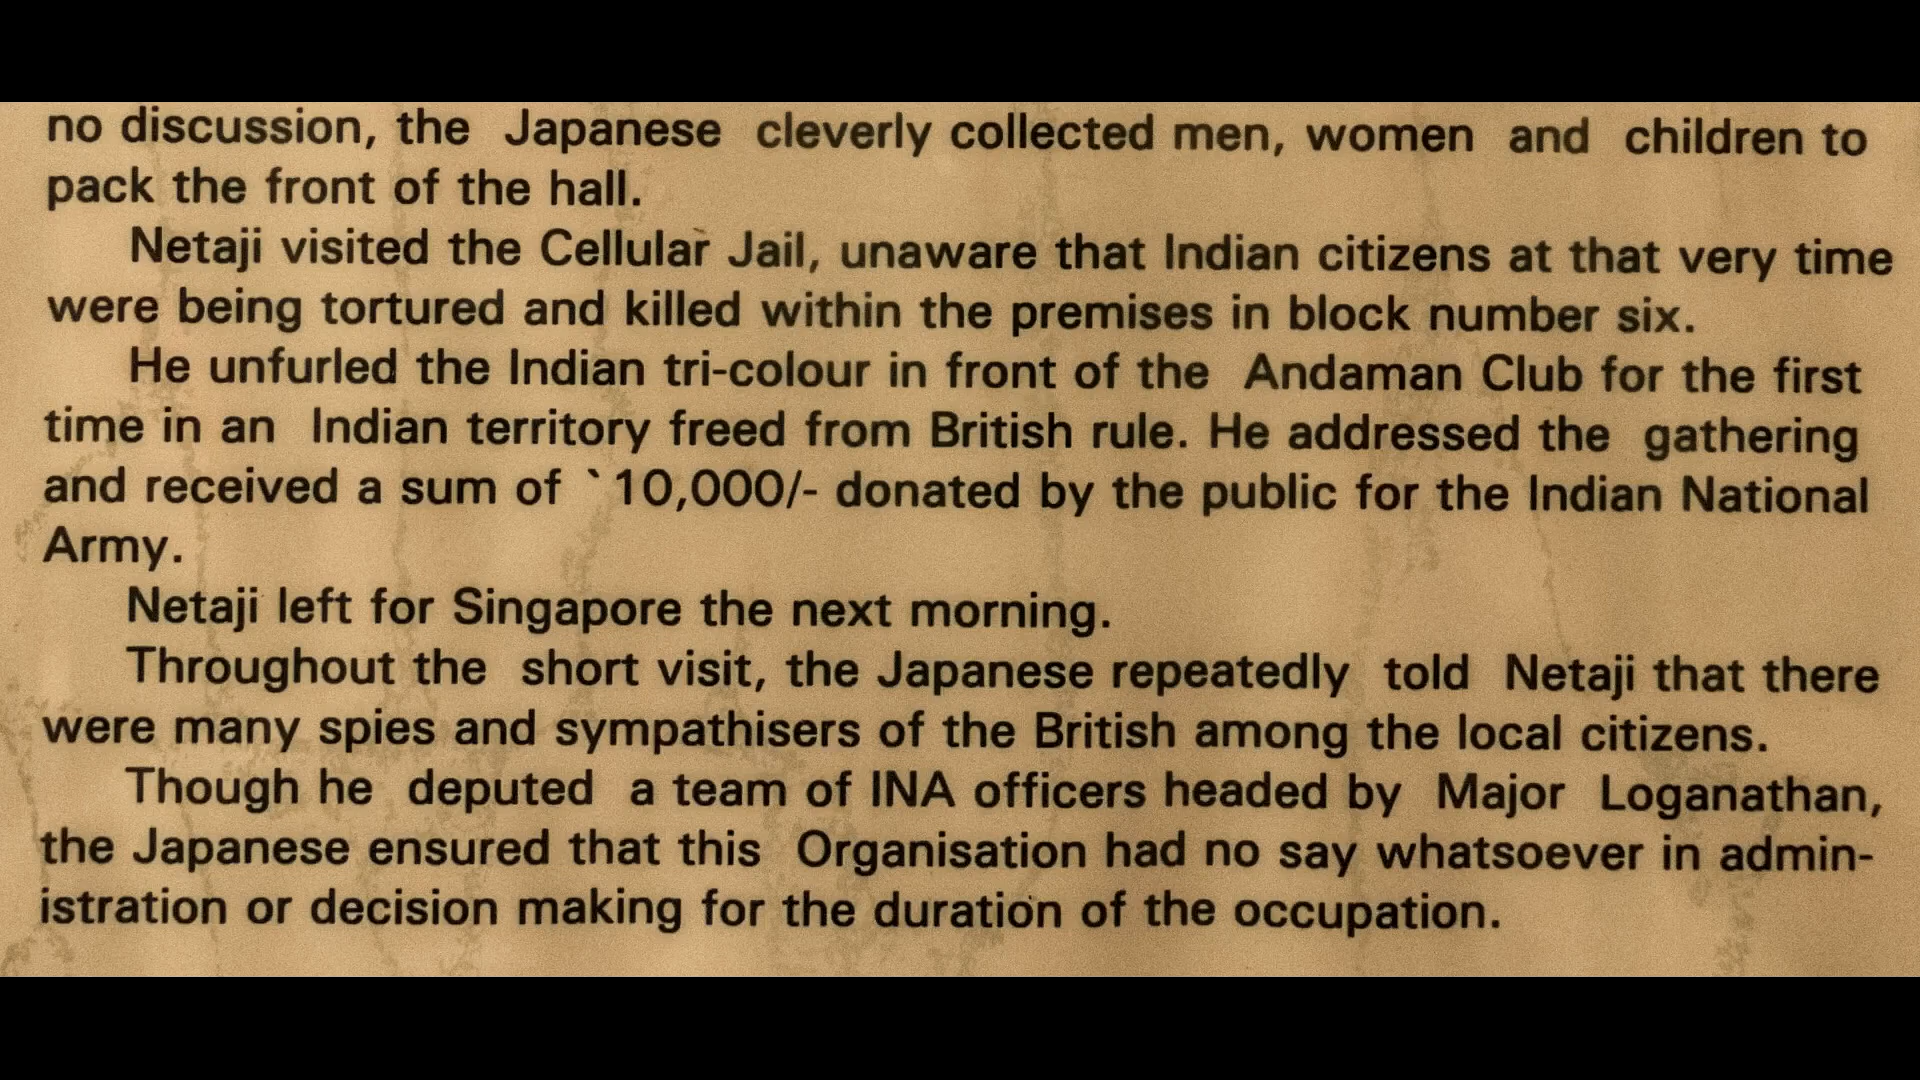 no discussion, the Japanese cleverly collected men, women and children to
pack the front of the hall.
Netaji visited the Cellular Jail, unaware that Indian citizens at that very time
were being tortured and killed within the premises in block number six.
He unfurled the Indian tri-colour in front of the Andaman Club for the first
time in an Indian territory freed from British rule. He addressed the gathering
and received a sum of `10,000/- donated by the public for the Indian National
Army.
Netaji left for Singapore the next morning.
Throughout the short visit, the Japanese repeatedly told Netaji that there
were many spies and sympathisers of the British among the local citizens.
Though he deputed a team of INA officers headed by Major Loganathan,
the Japanese ensured that this Organisation had no say whatsoever in admin-
istration or decision making for the duration of the occupation.